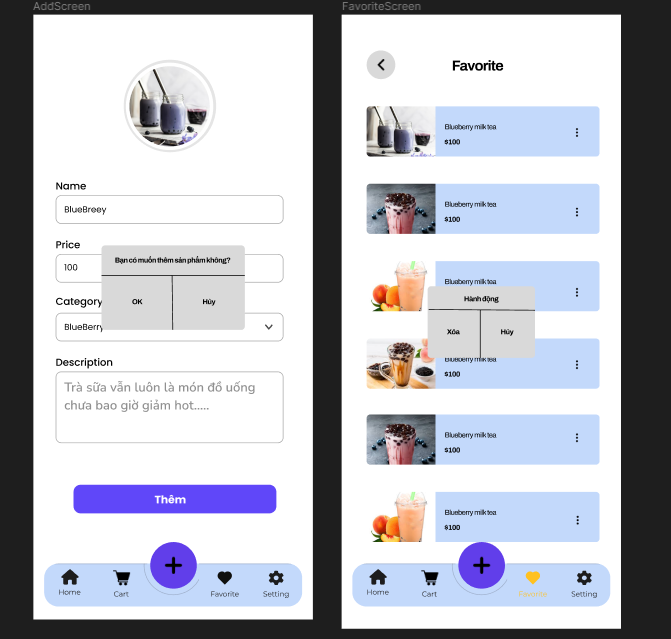 AddScreen
Name
BlueBreey
Price
100
Category
BlueBerry
Bạn có muốn thêm sản phẩm không?
OK
Hủy
Description
Trà sữa vẫn luôn là món đồ uống
chưa bao giờ giảm hot.....
Thêm
Home
Cart
Favorite
Setting
FavoriteScreen
Favorite
Blueberry milk tea
$100
Blueberry milk tea
$100
Blueberry milk tea
Hành động
Xóa
Hủy
Blueberry milk tea
$100
Blueberry milk tea
$100
Blueberry milk tea
$100
Home
Cart
Favorite
Setting